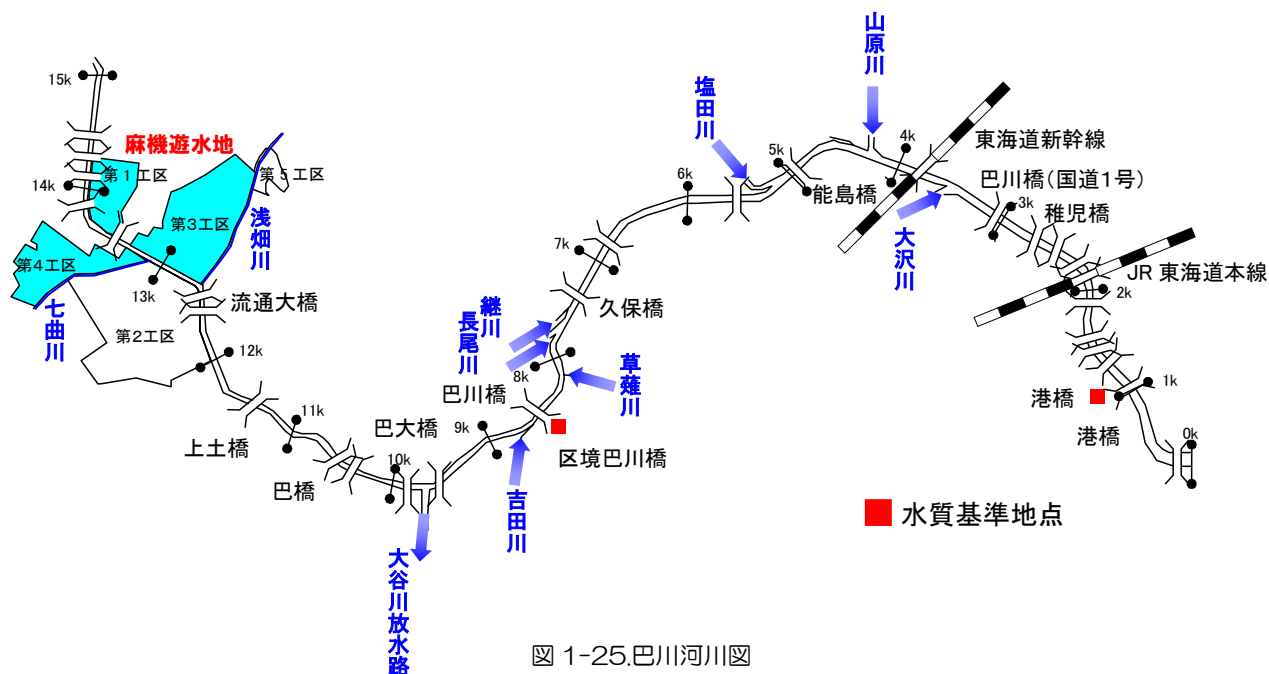 山原川
塩田川
15k
4k
東海道新幹線
麻機遊水地
5k
第1工区
第5工区
巴川橋(国道1号)
14k
6k
能島橋
3k
稚児橋
第3工区
浅畑川
大沢川
第4工区
7k
JR 東海道本線
13k
2k
流通大橋
久保橋
七曲川
継川
長尾川
第2工区
12k
8k
草薙川
1k
巴川橋
港橋
11k
巴大橋
9k
港橋
0k
上土橋
区境巴川橋
10k
巴橋
吉田川
水質基準地点
大谷川放水路
図 1-25.巴川河川図